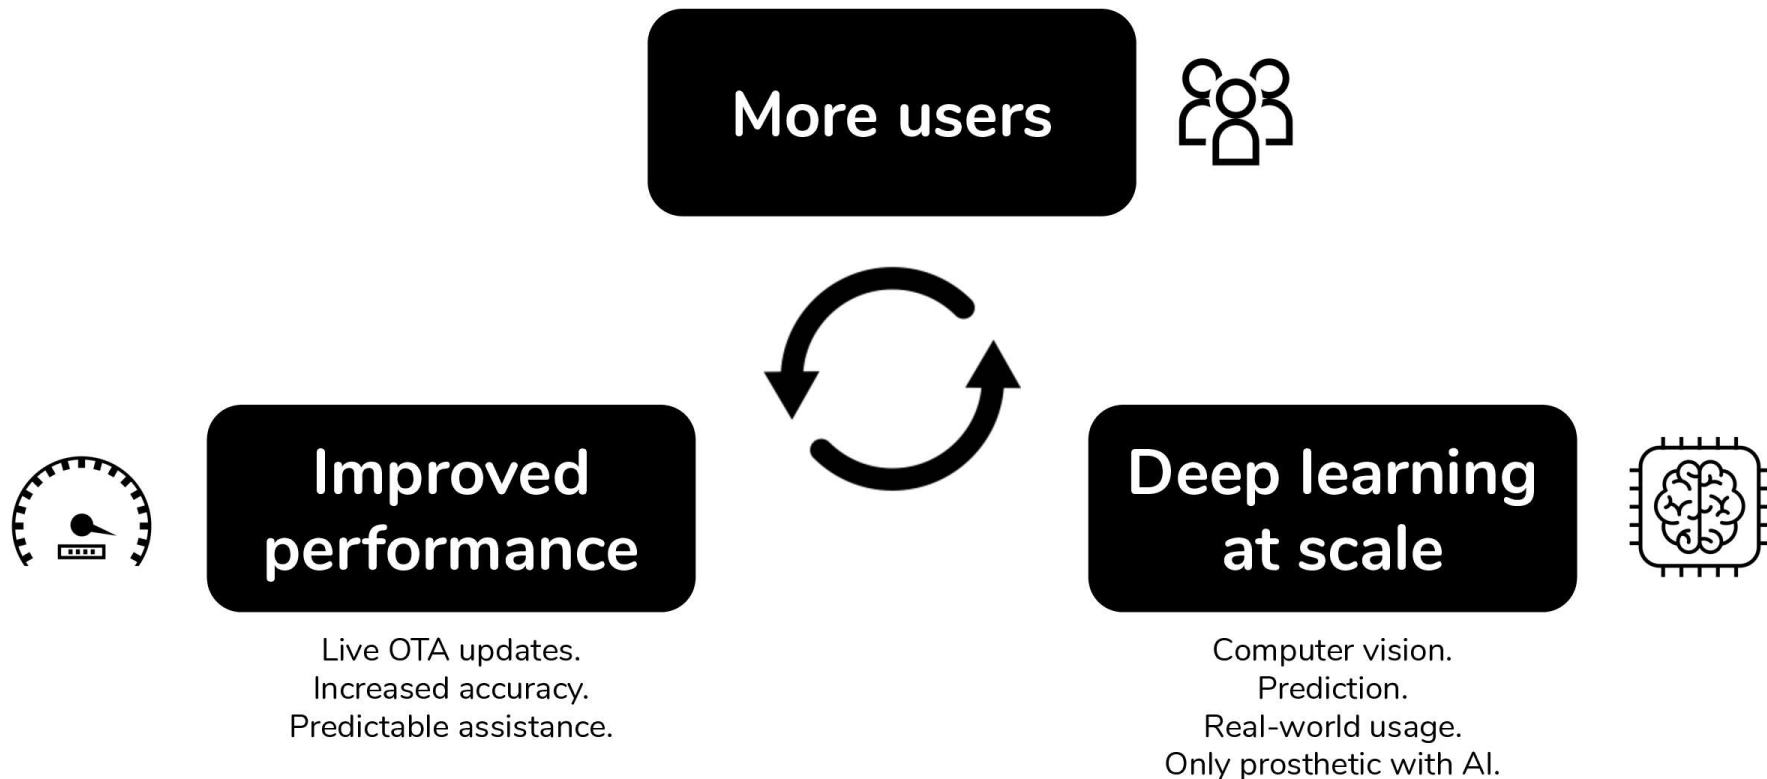 More users
Improved
performance
Live OTA updates.
Increased accuracy.
Predictable assistance.
Deep learning
at scale
Computer vision.
Prediction.
Real-world usage.
Only prosthetic with AI.